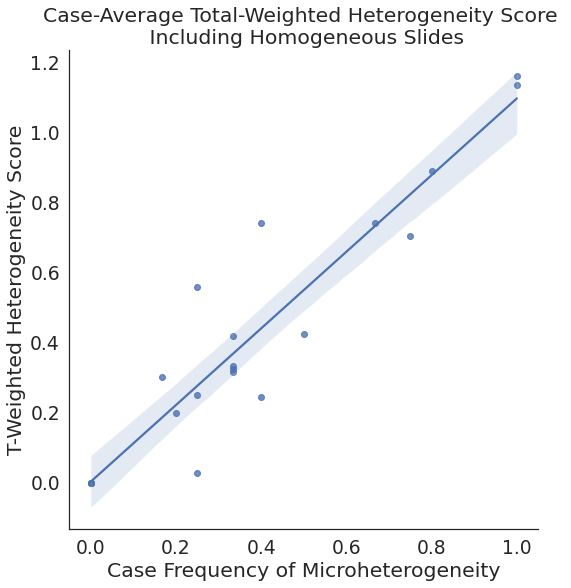 Case-Average Total-Weighted Heterogeneity Score
Including Homogeneous Slides
T-Weighted Heterogeneity Score
1.2
1.0
0.8
0.6
0.4
0.2
0.0
0.0 0.2 0.4 0.6 0.8 1.0
Case Frequency of Microheterogeneity